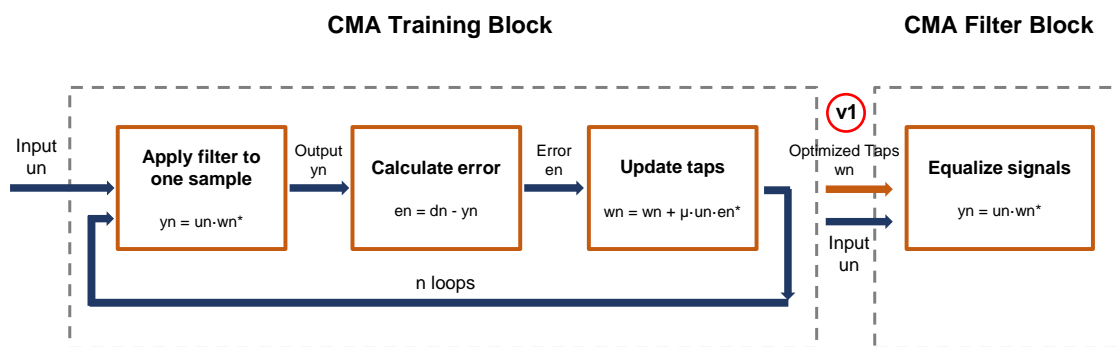 CMA Training Block
CMA Filter Block
v1
Input
un
Apply filter to
one sample
yn = un·wn*
Output
yn
Calculate error
en = dn - yn
Error
en
Update taps
wn = wn + μ·un·en*
Optimized Taps
wn
Input
un
Equalize signals
yn = un·wn*
n loops